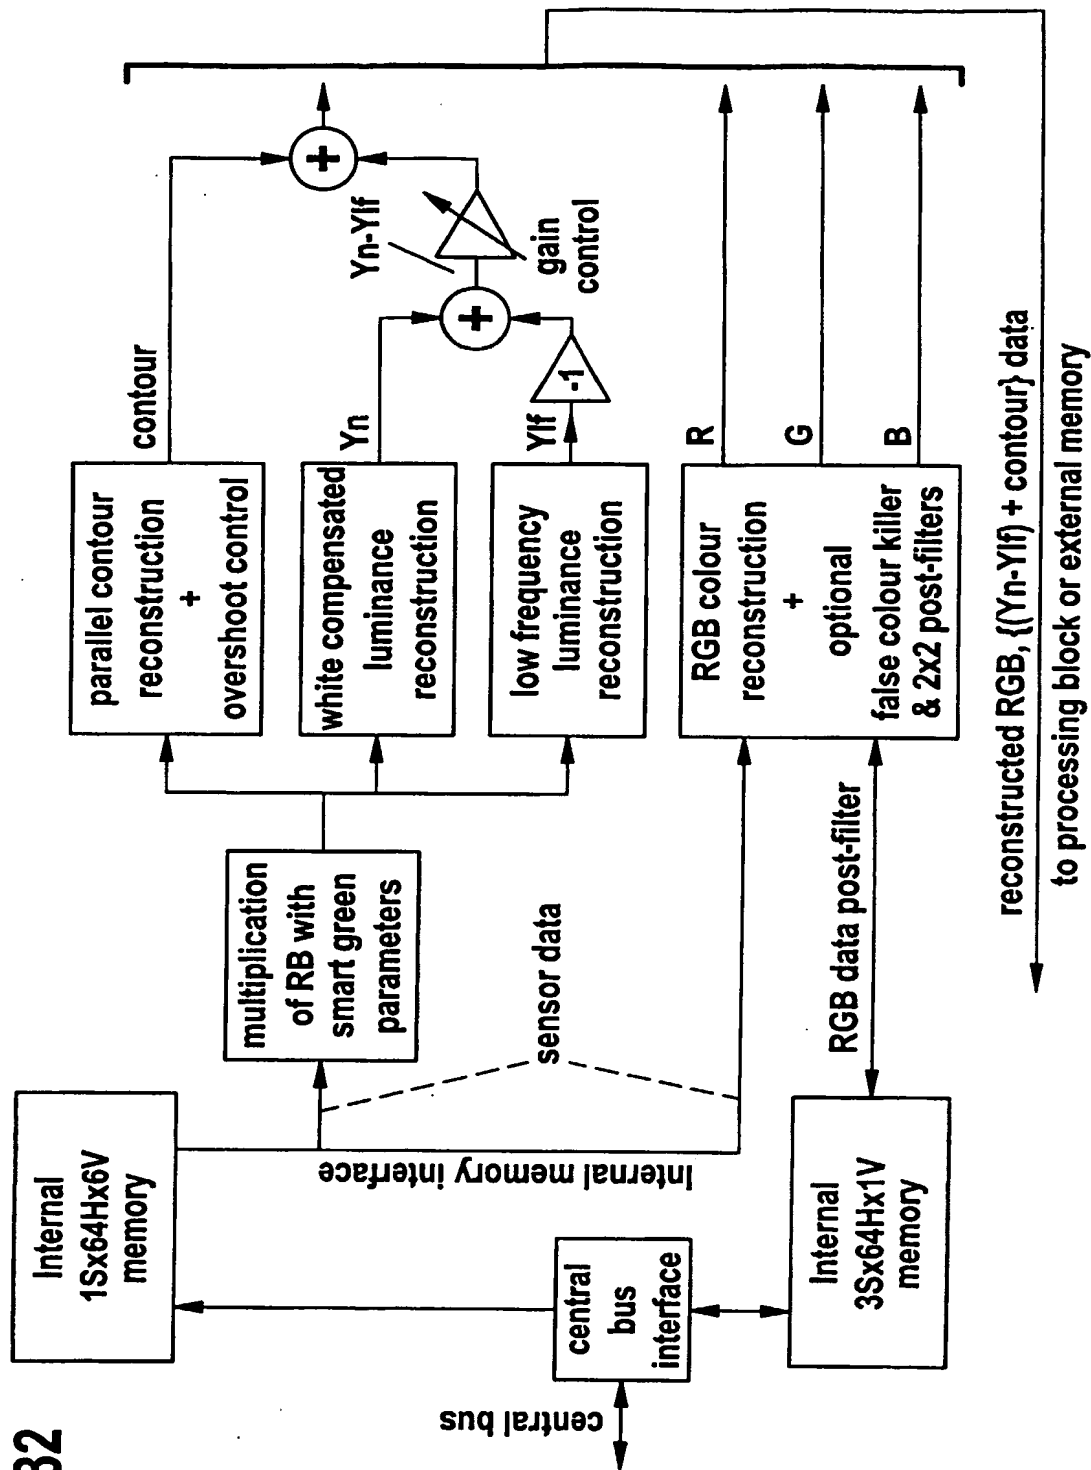 Internal
1Sx64Hx6V
memory
central
bus
interface
central bus
Internal
3Sx64Hx1V
memory
Internal memory interface
sensor data
multiplication
of RB with
smart green
parameters
RGB data post-filter
parallel contour
reconstruction
+
overshoot control
white compensated
luminance
reconstruction
low frequency
luminance
reconstruction
RGB colour
reconstruction
+
optional
false colour killer
& 2x2 post-filters
contour
Yn
Ylf
-1
+
Yn-Ylf
gain
control
+
R
G
B
reconstructed RGB, {(Yn-Ylf) + contour} data
to processing block or external memory